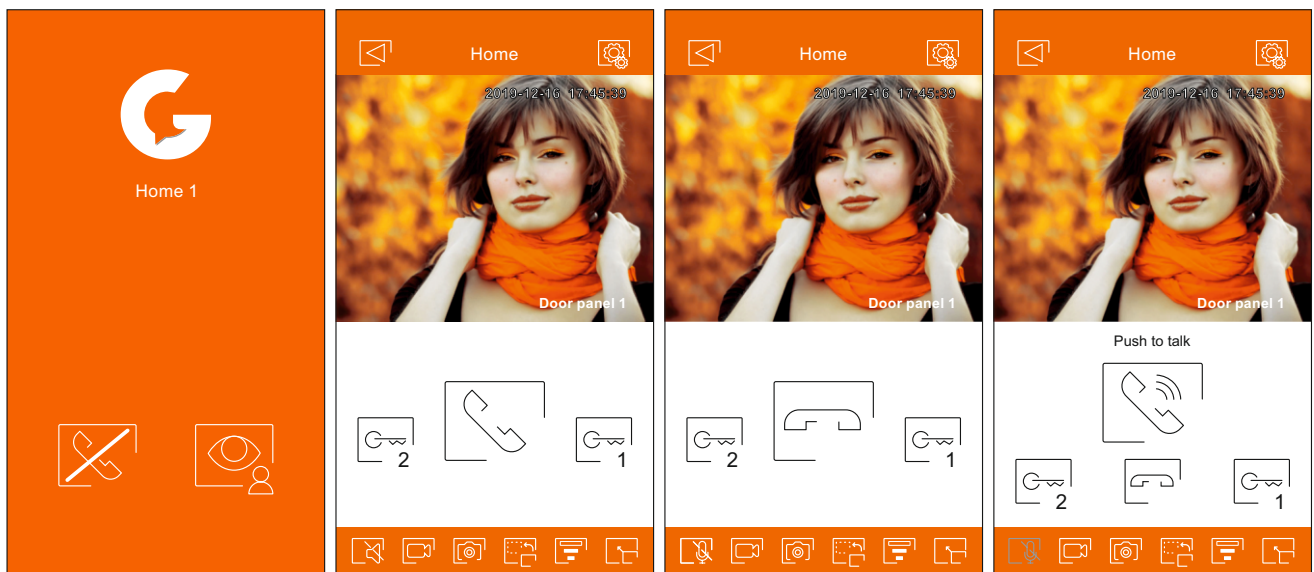 Home 1
Home
2019-12-16 17:45:39
Door panel 1
2
1
Home
2019-12-16 17:45:39
Door panel 1
2
1
Home
2019-12-16 17:45:39
Door panel 1
Push to talk
2
1